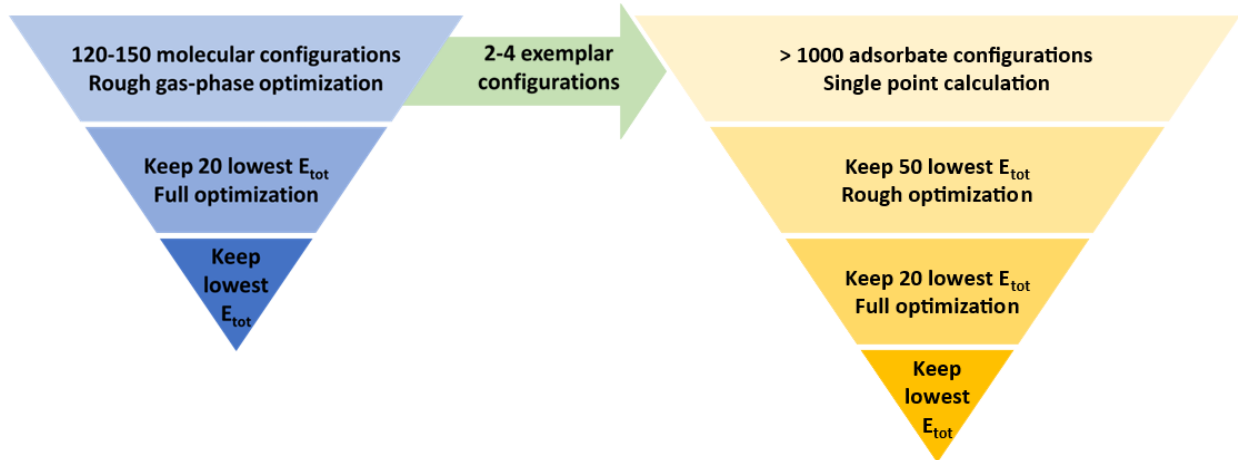 120-150 molecular configurations
Rough gas-phase optimization
Keep 20 lowest Etot
Full optimization
Keep
lowest
Etot
2-4 exemplar
configurations
> 1000 adsorbate configurations
Single point calculation
Keep 50 lowest Etot
Rough optimization
Keep 20 lowest Etot
Full optimization
Keep
lowest
Etot